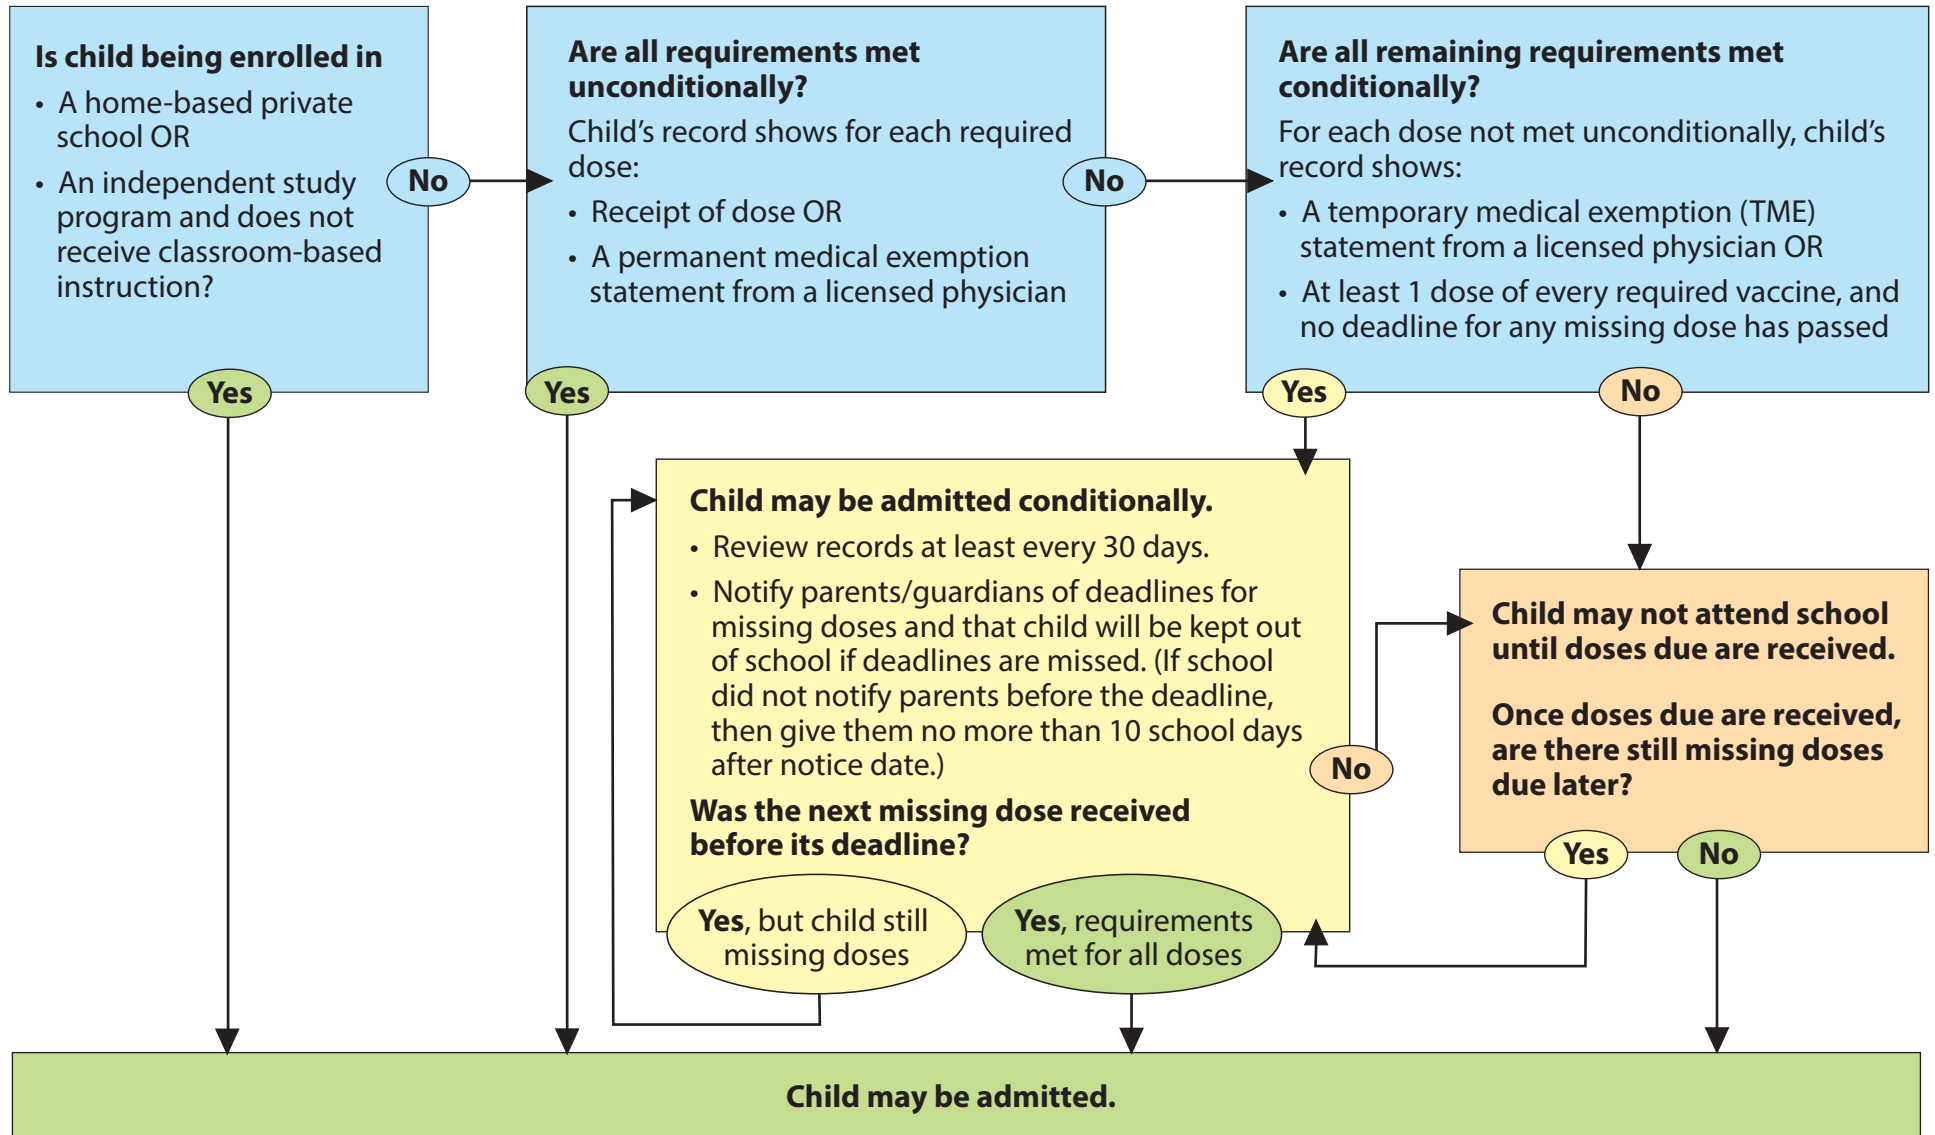 Is child being enrolled in
• A home-based private
school OR
• An independent study
program and does not
receive classroom-based
instruction?
No
Yes
Are all requirements met
unconditionally?
Child’s record shows for each required
dose:
• Receipt of dose OR
• A permanent medical exemption
statement from a licensed physician
No
Yes
Are all remaining requirements met
conditionally?
For each dose not met unconditionally, child’s
record shows:
• A temporary medical exemption (TME)
statement from a licensed physician OR
• At least 1 dose of every required vaccine, and
no deadline for any missing dose has passed
Yes
No
Child may be admitted conditionally.
• Review records at least every 30 days.
• Notify parents/guardians of deadlines for
missing doses and that child will be kept out
of school if deadlines are missed. (If school
did not notify parents before the deadline,
then give them no more than 10 school days
after notice date.)
No
Was the next missing dose received
before its deadline?
Yes, but child still
missing doses
Yes, requirements
met for all doses
Child may not attend school
until doses due are received.
Once doses due are received,
are there still missing doses
due later?
Yes
No
Child may be admitted.